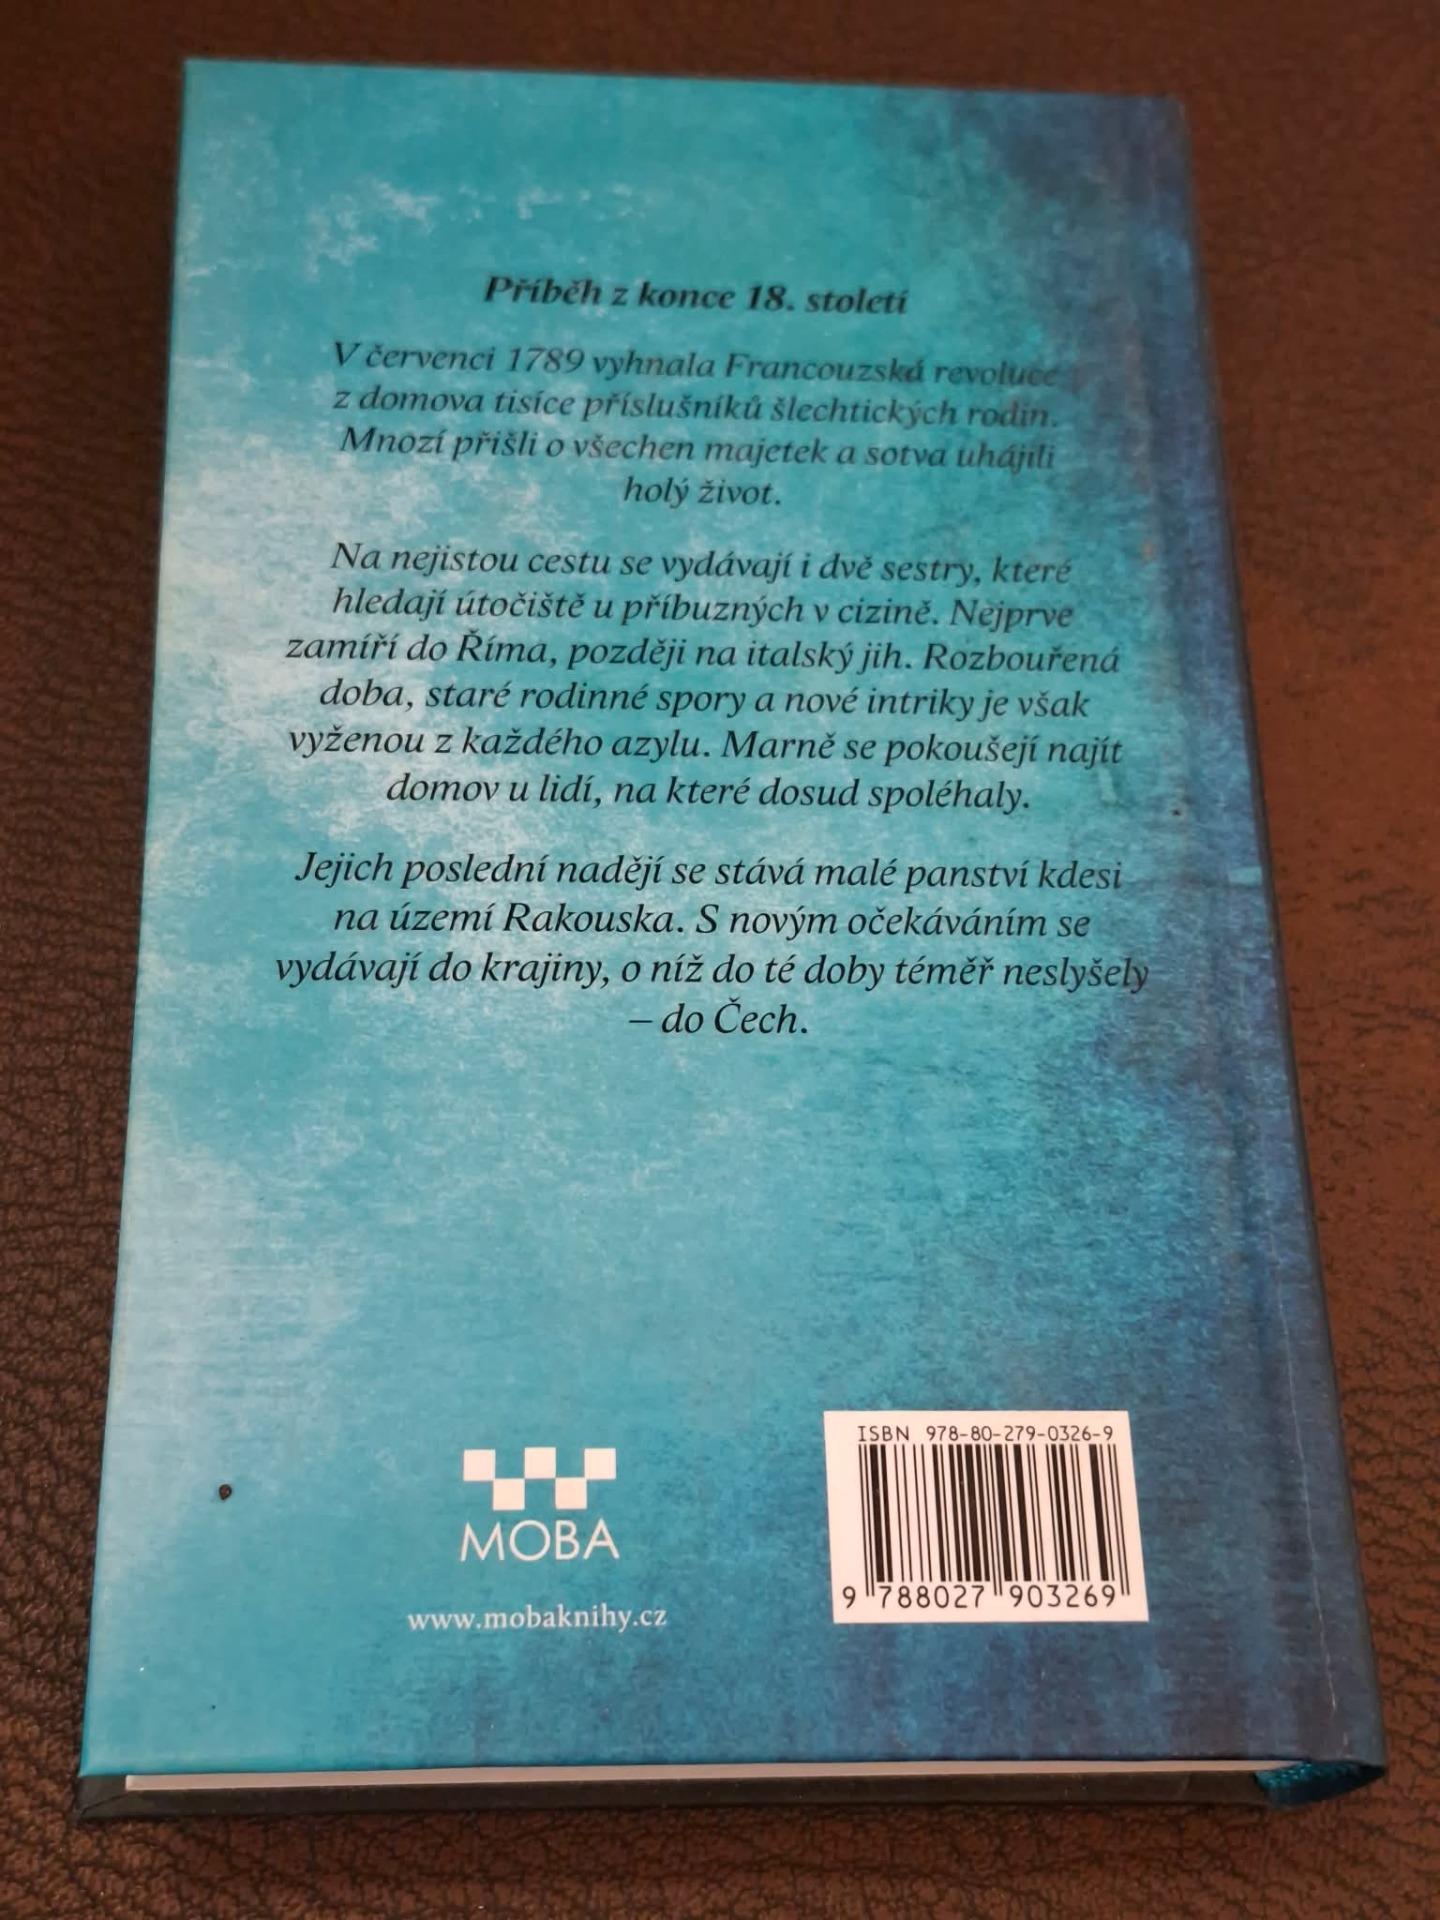 Příběh z konce 18. století
V červenci 1789 vyhnala Francouzská revoluce
z domova tisíce příslušníků šlechtických rodin.
Mnozí přišli o všechen majetek a sotva uhájili
holý život.
Na nejistou cestu se vydávají i dvě sestry, které
hledají útočiště u příbuzných v cizině. Nejprve
zamíří do Říma, později na italský jih. Rozbouřená
doba, staré rodinné spory a nové intriky je však
vyženou z každého azylu. Marně se pokoušejí najít
domov u lidí, na které dosud spoléhaly.
Jejich poslední nadějí se stává malé panství kdesi
na území Rakouska. S novým očekáváním se
vydávají do krajiny, o níž do té doby téměř neslyšely
– do Čech.
MOBA
www.mobaknihy.cz
ISBN 978-80-279-0326-9
9 788027 903269